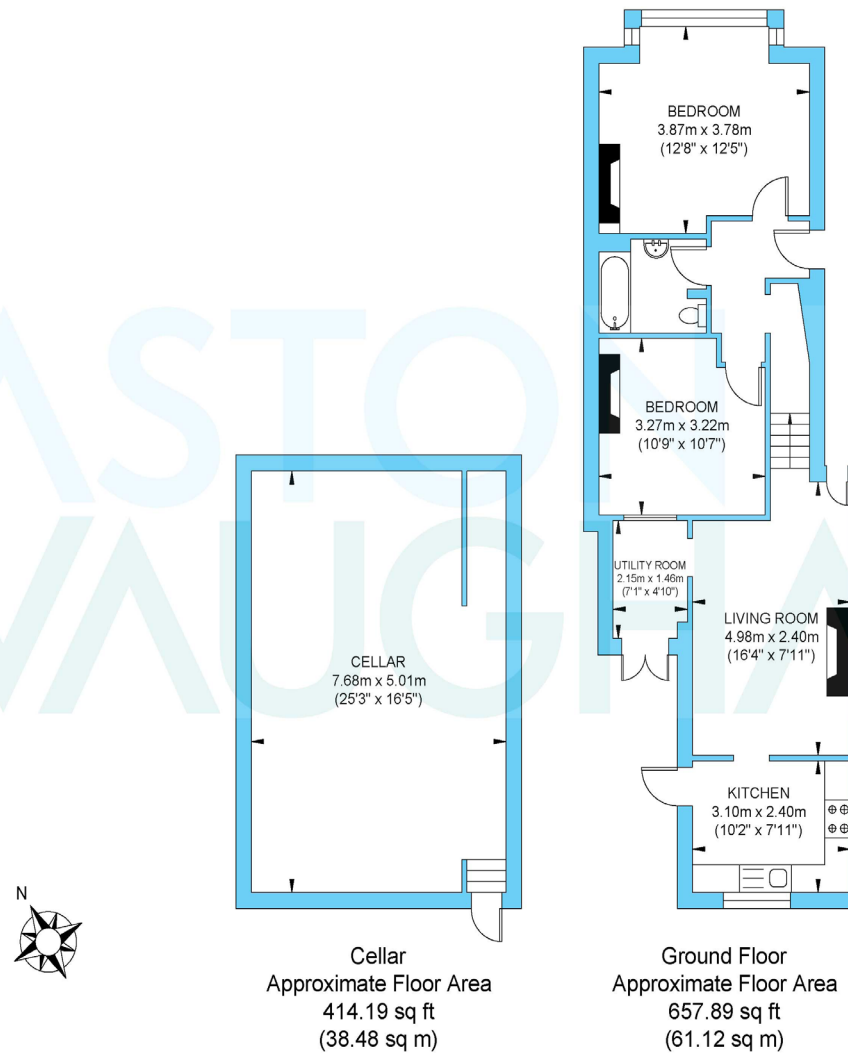 BEDROOM
3.87m x 3.78m
(12'8" x 12'5")
BEDROOM
3.27m x 3.22m
(10'9" x 10'7")
UTILITY ROOM
2.15m x 1.46m
(7'1" x 4'10")
LIVING ROOM
4.98m x 2.40m
(16'4" x 7'11")
CELLAR
7.68m x 5.01m
(25'3" x 16'5")
KITCHEN
3.10m x 2.40m
(10'2" x 7'11")
N
Cellar
Approximate Floor Area
414.19 sq ft
(38.48 sq m)
Ground Floor
Approximate Floor Area
657.89 sq ft
(61.12 sq m)
ASTON
VAUGHA